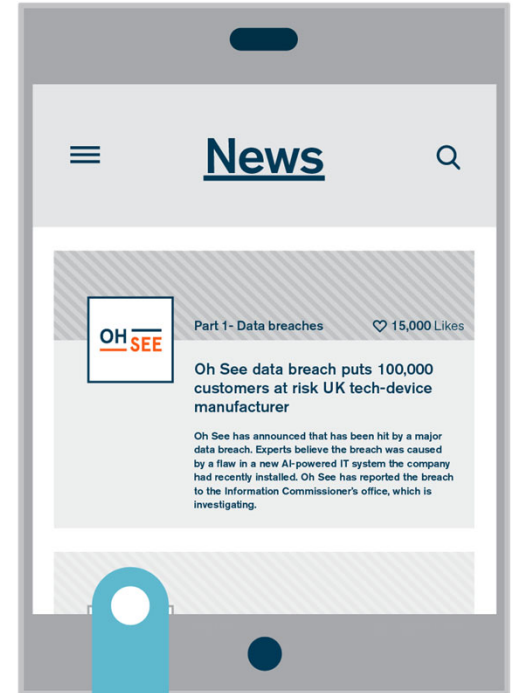 News
OH
SEE
Part 1- Data breaches
15,000 Likes
Oh See data breach puts 100,000
customers at risk UK tech-device
manufacturer
Oh See has announced that has been hit by a major
data breach. Experts believe the breach was caused
by a flaw in a new AI-powered IT system the company
had recently installed. Oh See has reported the breach
to the Information Commissioner's office, which is
investigating.